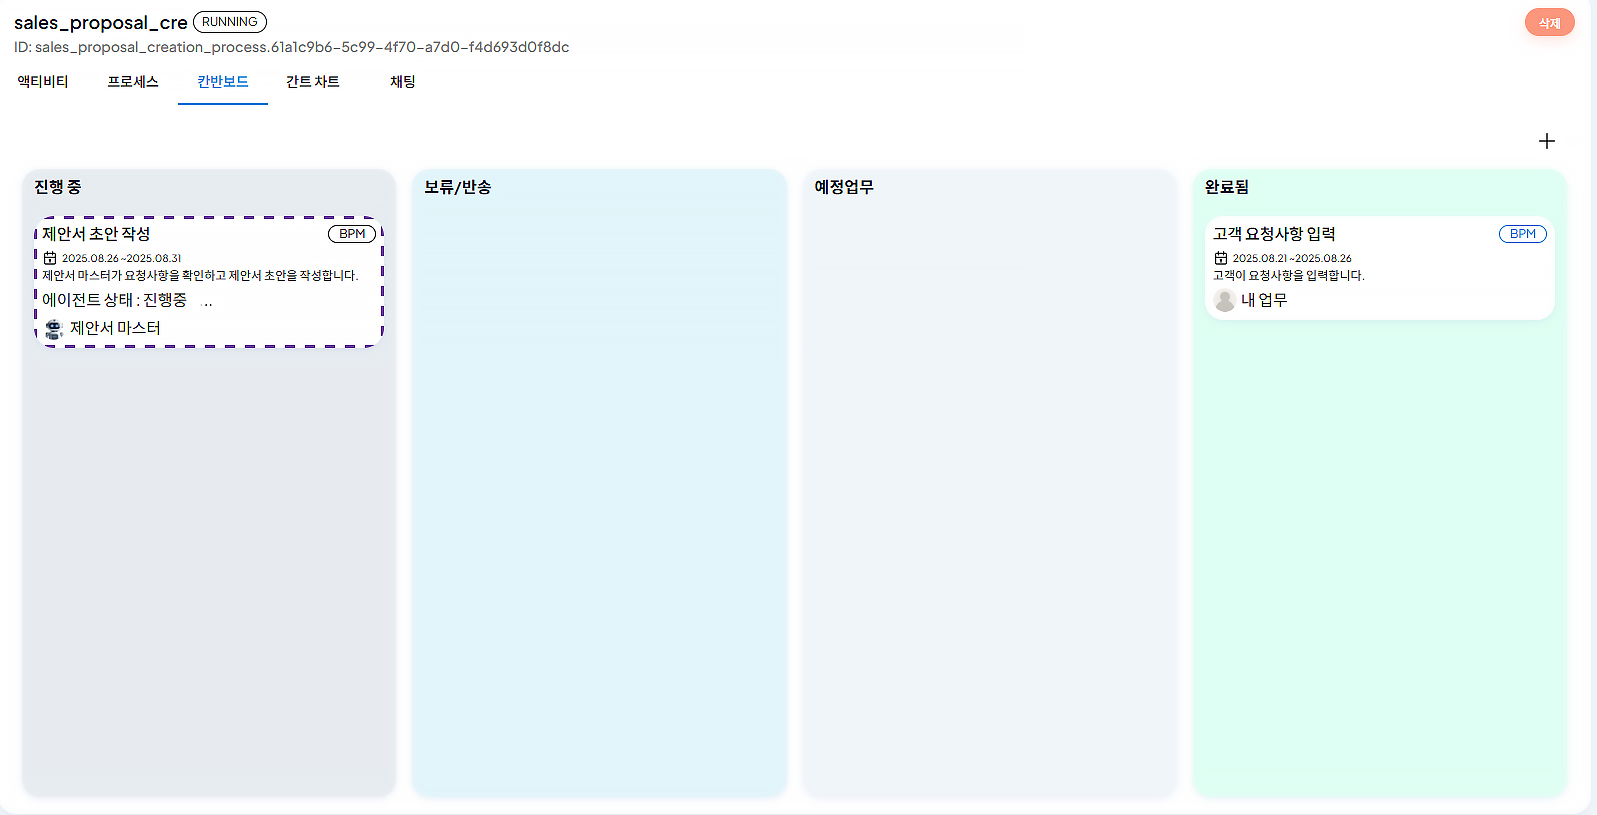 sales_proposal_cre RUNNING
삭제
ID: sales_proposal_creation_process.61a1c9b6-5c99-4f70-a7d0-f4d693d0f8dc
액티비티 프로세스 칸반보드 간트 차트 채팅
진행 중
제안서 초안 작성 BPM
2025.08.26~2025.08.31
제안서 마스터가 요청사항을 확인하고 제안서 초안을 작성합니다.
에이전트 상태 : 진행중 ...
제안서 마스터
보류/반송
예정업무
완료됨
고객 요청사항 입력 BPM
2025.08.21~2025.08.26
고객이 요청사항을 입력합니다.
내 업무